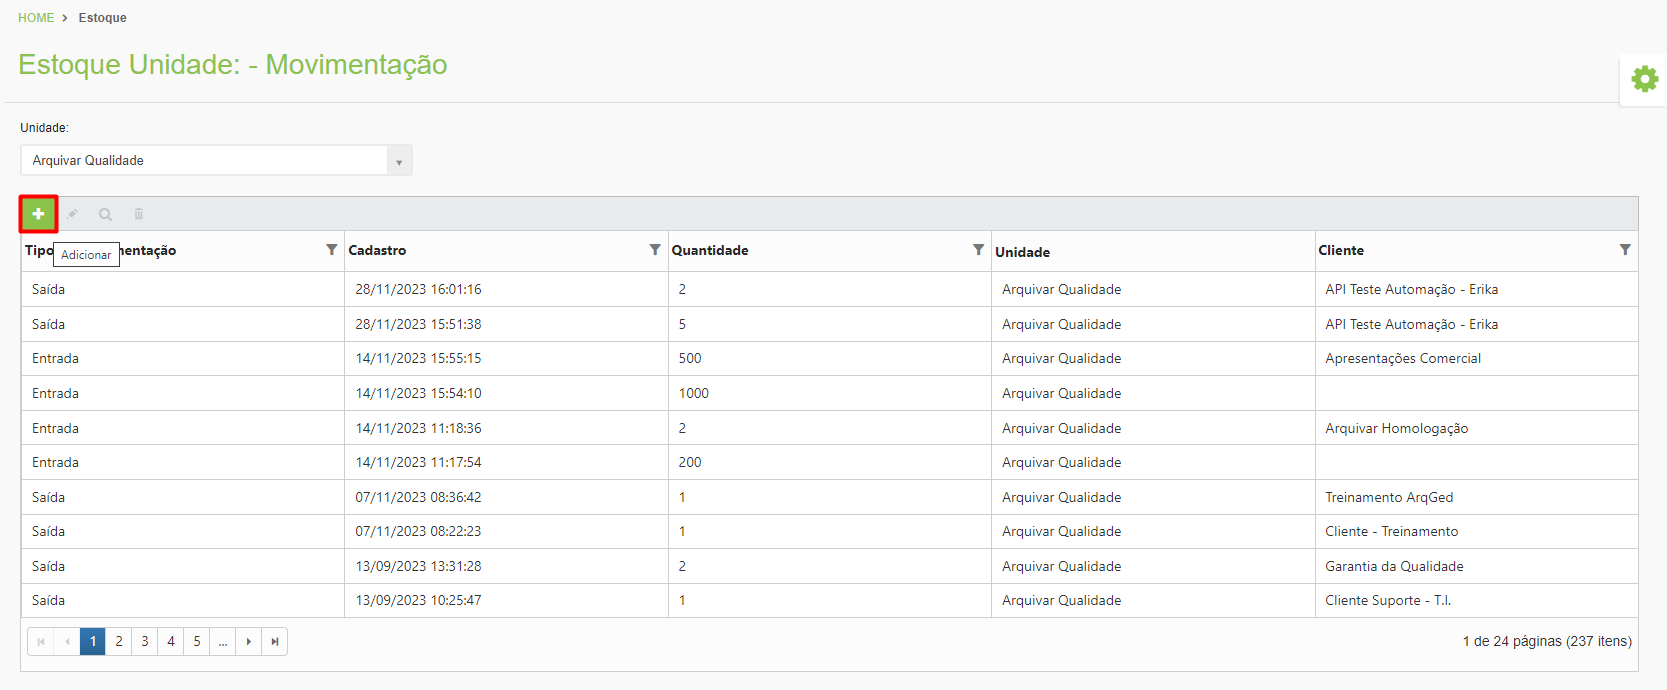 HOME > Estoque
Estoque Unidade: - Movimentação
Unidade:
Arquivar Qualidade
Tipo mentação Cadastro Quantidade Unidade Cliente
Adicionar
Saída 28/11/2023 16:01:16 2 Arquivar Qualidade API Teste Automação - Erika
Saída 28/11/2023 15:51:38 5 Arquivar Qualidade API Teste Automação - Erika
Entrada 14/11/2023 15:55:15 500 Arquivar Qualidade Apresentações Comercial
Entrada 14/11/2023 15:54:10 1000 Arquivar Qualidade
Entrada 14/11/2023 11:18:36 2 Arquivar Qualidade Arquivar Homologação
Entrada 14/11/2023 11:17:54 200 Arquivar Qualidade
Saída 07/11/2023 08:36:42 1 Arquivar Qualidade Treinamento ArqGed
Saída 07/11/2023 08:22:23 1 Arquivar Qualidade Cliente - Treinamento
Saída 13/09/2023 13:31:28 2 Arquivar Qualidade Garantia da Qualidade
Saída 13/09/2023 10:25:47 1 Arquivar Qualidade Cliente Suporte - T.I.
1 2 3 4 5 ... 1 de 24 páginas (237 itens)